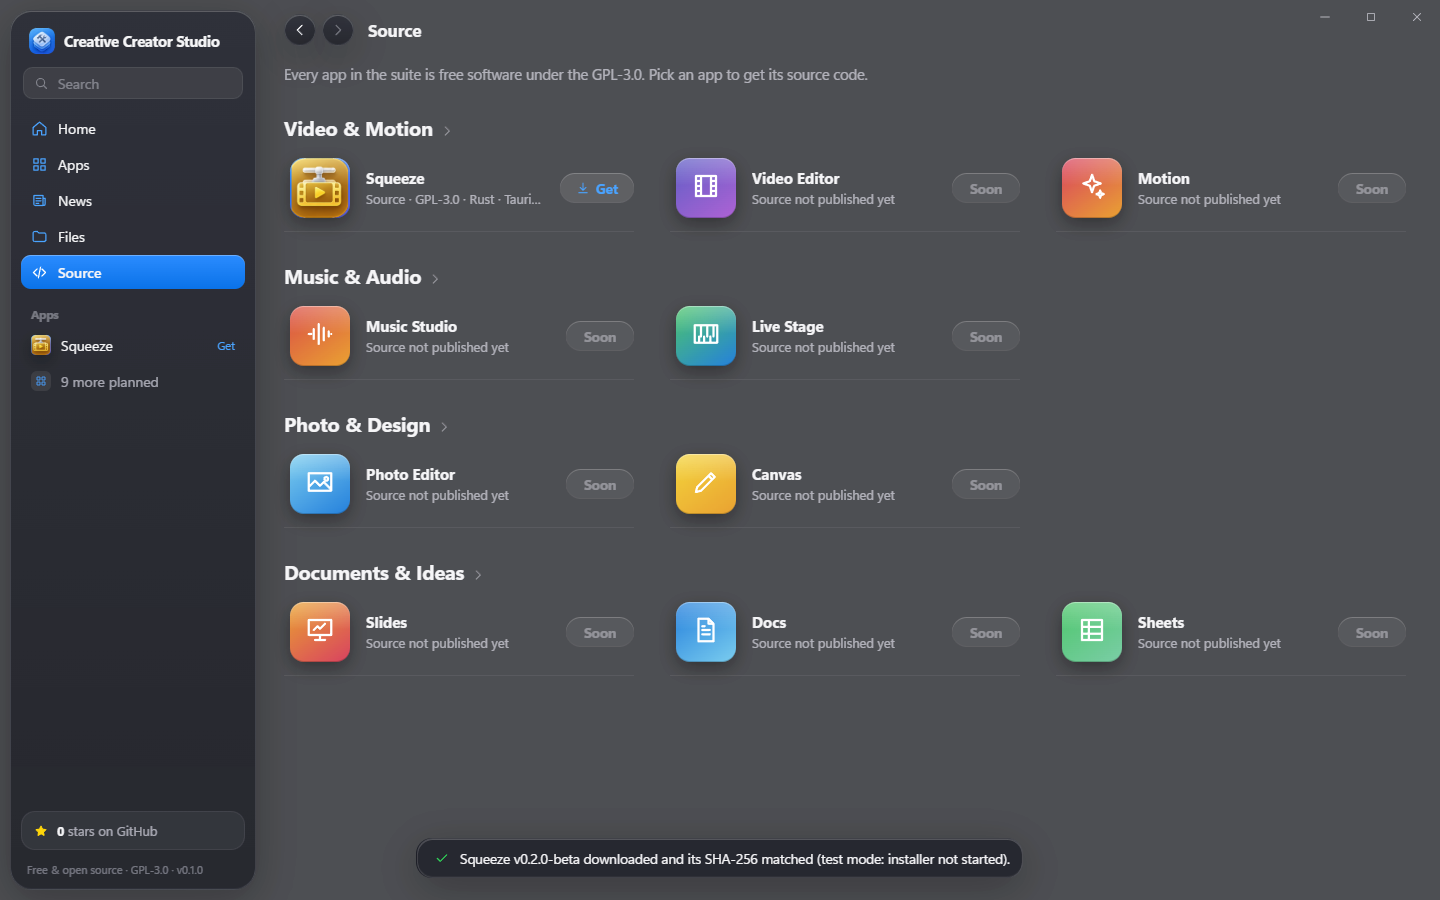 Creative Creator Studio
Search
Home
Apps
News
Files
Source
Apps
Squeeze
Get
9 more planned
0 stars on GitHub
Free & open source · GPL-3.0 · v0.1.0
Source
Every app in the suite is free software under the GPL-3.0. Pick an app to get its source code.
Video & Motion
Squeeze
Source · GPL-3.0 · Rust · Tauri...
Get
Video Editor
Source not published yet
Soon
Motion
Source not published yet
Soon
Music & Audio
Music Studio
Source not published yet
Soon
Live Stage
Source not published yet
Soon
Photo & Design
Photo Editor
Source not published yet
Soon
Canvas
Source not published yet
Soon
Documents & Ideas
Slides
Source not published yet
Soon
Docs
Source not published yet
Soon
Sheets
Source not published yet
Soon
Squeeze v0.2.0-beta downloaded and its SHA-256 matched (test mode: installer not started).